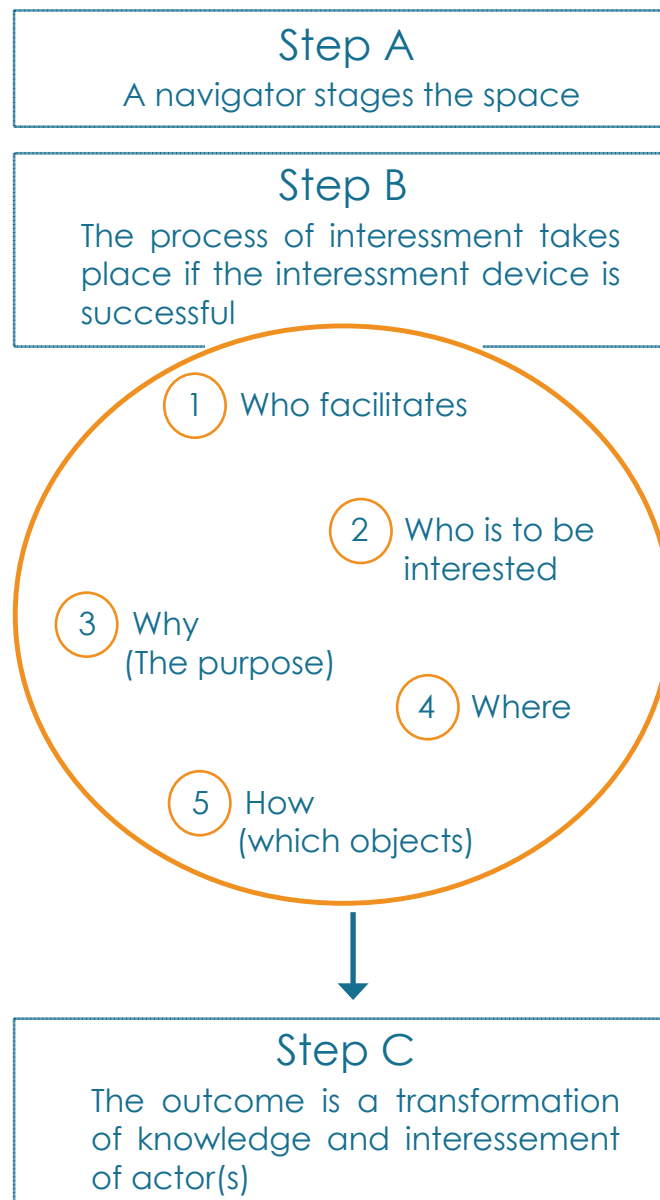 Step A
A navigator stages the space
Step B
The process of interessment takes
place if the interessment device is
successful
1 Who facilitates
2 Who is to be
interested
3 Why
(The purpose)
4 Where
5 How
(which objects)
Step C
The outcome is a transformation
of knowledge and interessement
of actor(s)